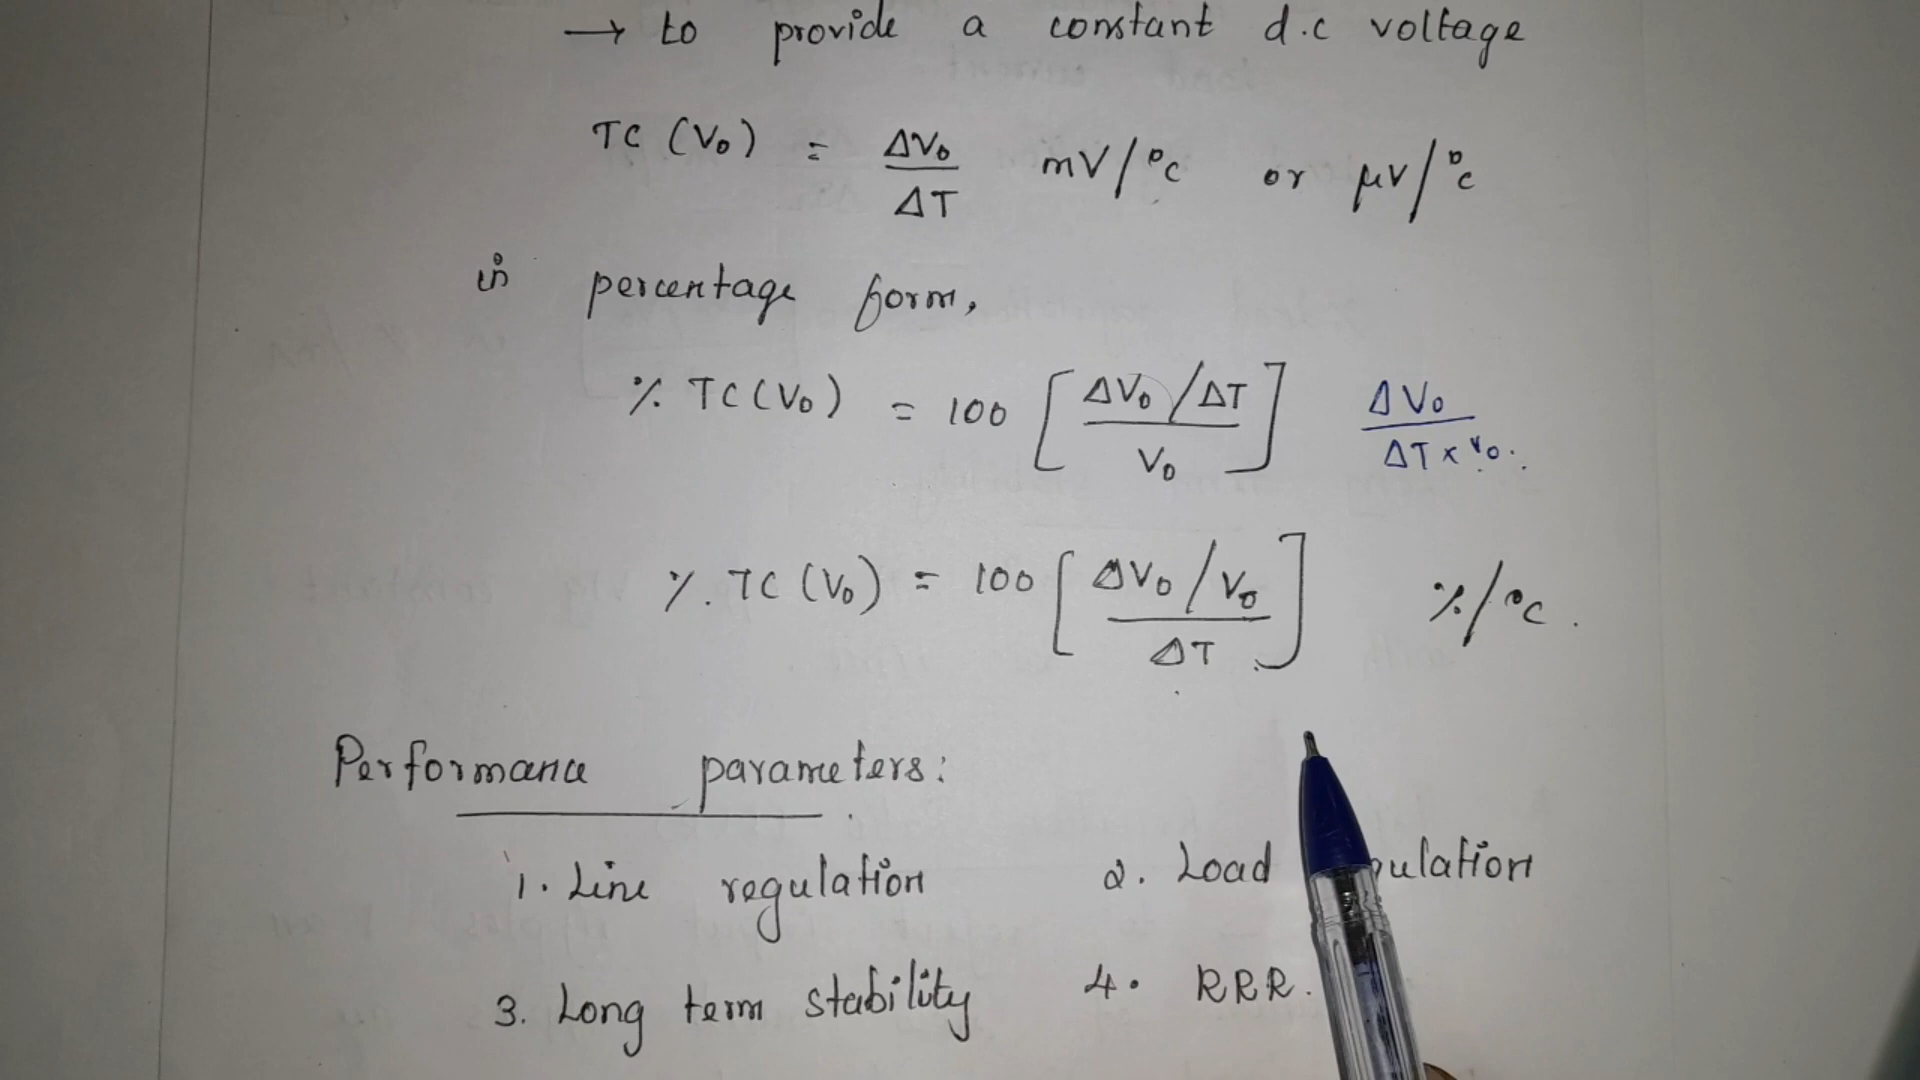 → to provide a constant d.c voltage
TC (V₀) = ΔV₀ / ΔT mV/°c or μV/°c
in percentage form,
% TC(V₀) = 100 [ ΔV₀/ΔT / V₀ ] ΔV₀ / ΔT × V₀.
%. TC (V₀) = 100 [ ΔV₀/V₀ / ΔT ] %/°c.
Performance parameters:
1. Line regulation 2. Load ulation
3. Long term stability 4. RRR.